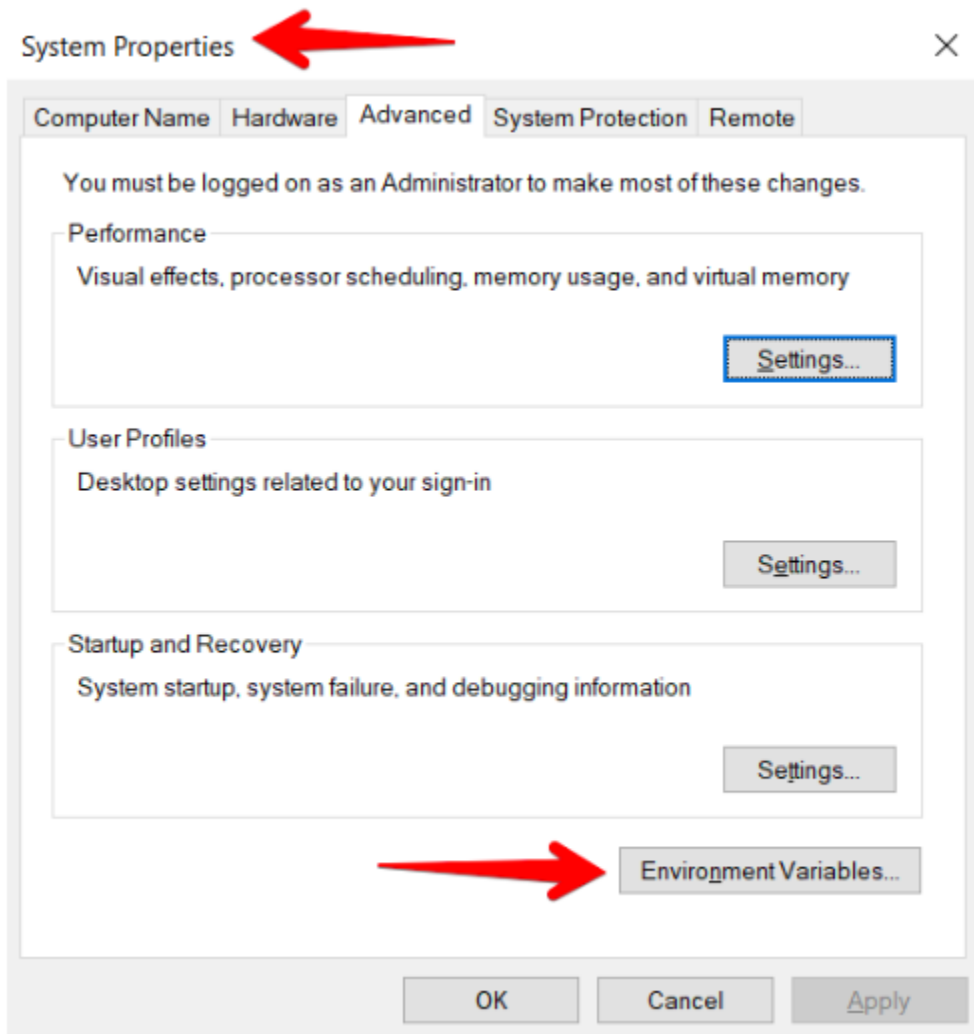 System Properties
Computer Name Hardware Advanced System Protection Remote
You must be logged on as an Administrator to make most of these changes.
Performance
Visual effects, processor scheduling, memory usage, and virtual memory
Settings...
User Profiles
Desktop settings related to your sign-in
Settings...
Startup and Recovery
System startup, system failure, and debugging information
Settings...
Environment Variables...
OK Cancel Apply